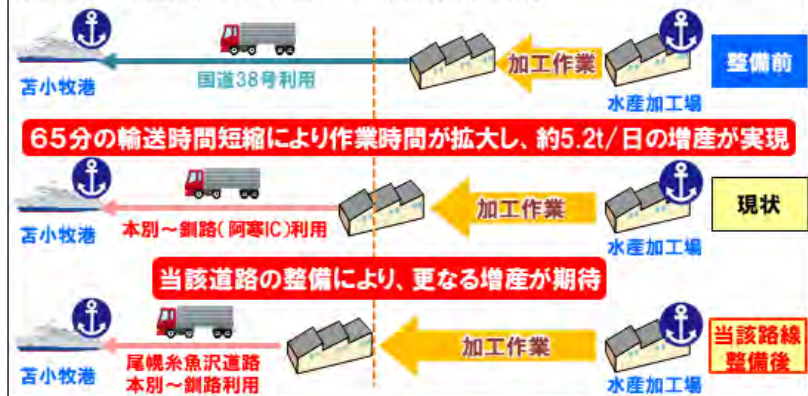 加工作業
整備前
国道38号利用
苫小牧港
水産加工場
65分の輸送時間短縮により作業時間が拡大し、約5.2t/日の増産が実現
加工作業
現状
本別～釧路(阿寒IC)利用
苫小牧港
水産加工場
当該道路の整備により、更なる増産が期待
加工作業
当該路線
整備後
尾幌糸魚沢道路
本別～釧路利用
苫小牧港
水産加工場